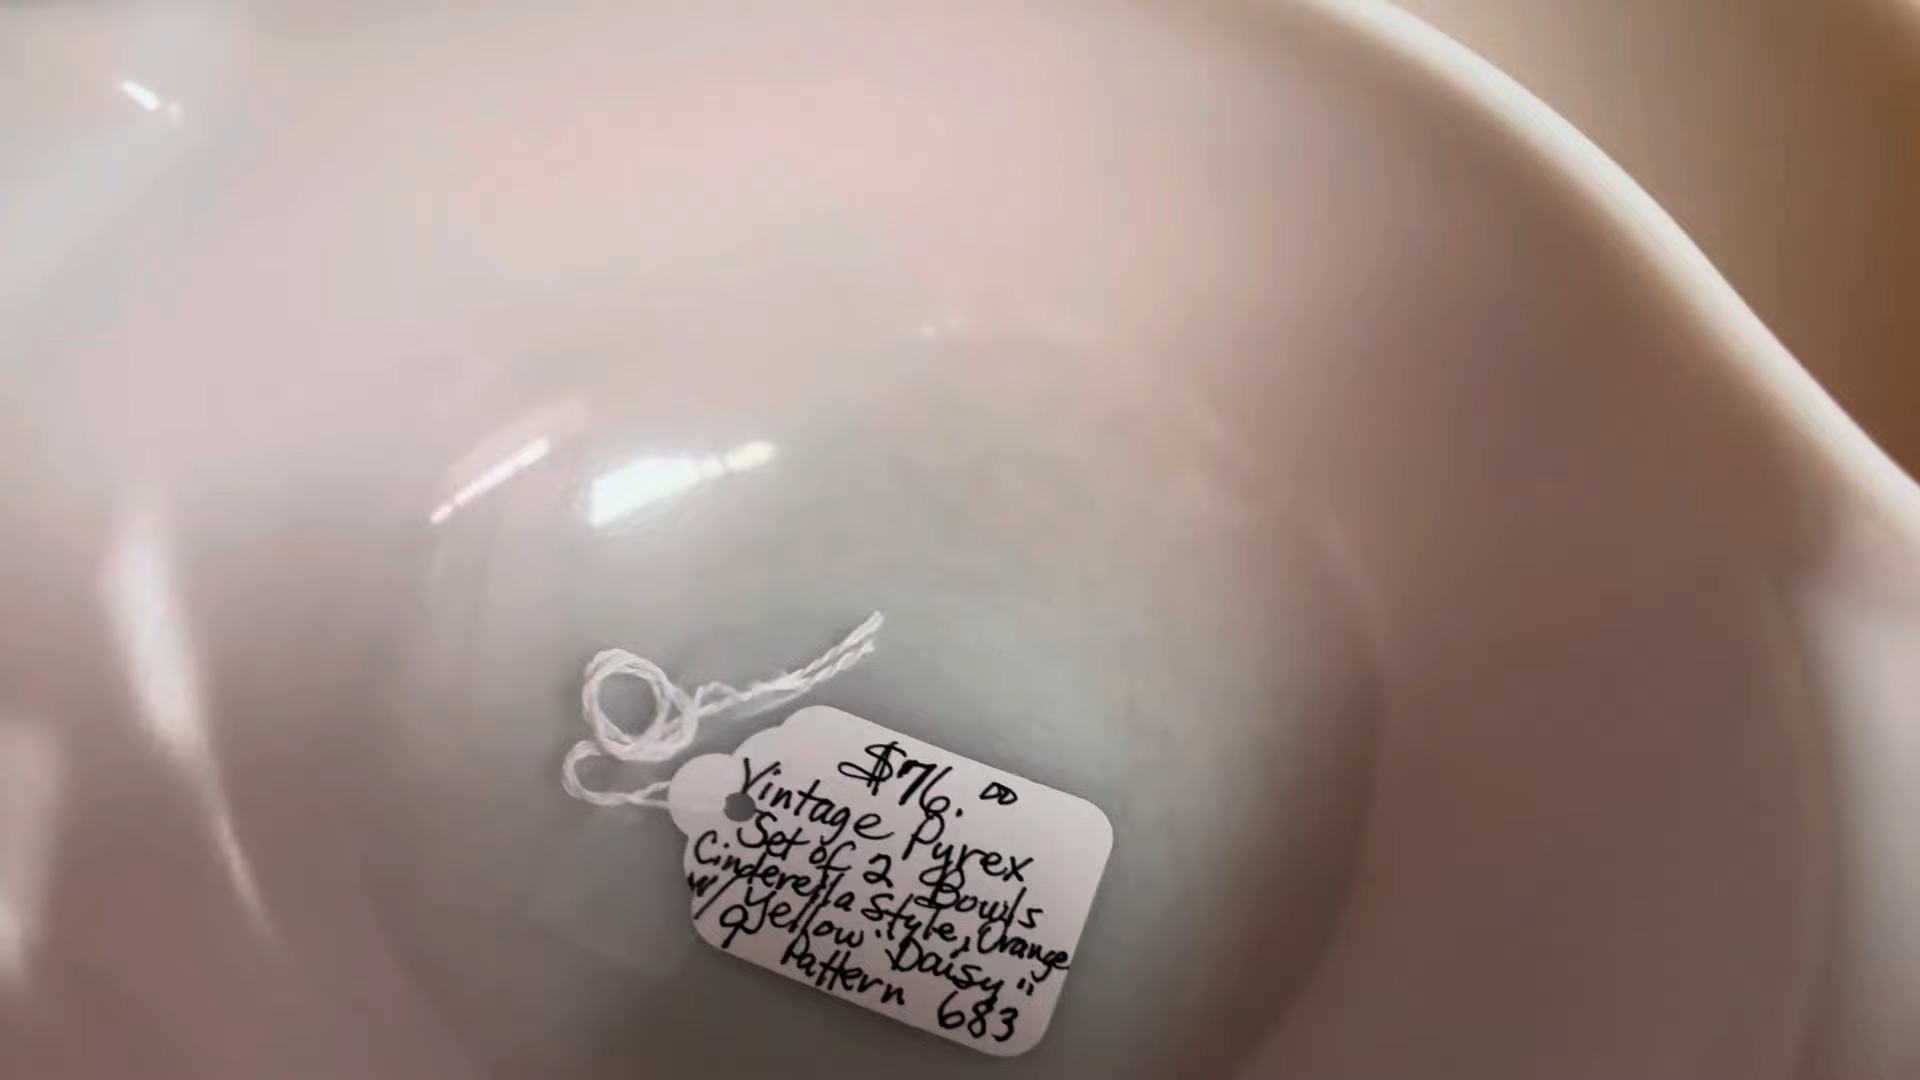 $76.00
Vintage Pyrex
Set of 2 Bowls
Cinderella Style, Orange
w/ Yellow "Daisy"
Pattern 683